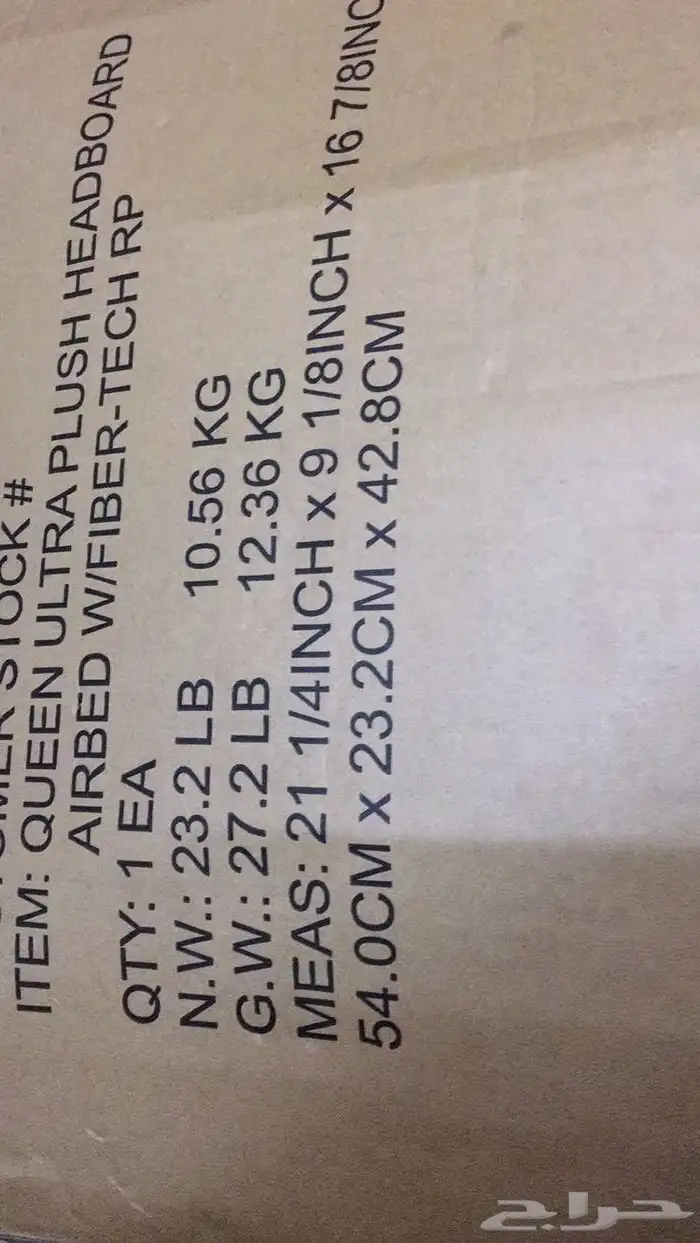 STOCK #
ITEM: QUEEN ULTRA PLUSH HEADBOARD
AIRBED W/FIBER-TECH RP
QTY: 1 EA
N.W.: 23.2 LB 10.56 KG
G.W.: 27.2 LB 12.36 KG
MEAS: 21 1/4INCH x 9 1/8INCH x 16 7/8INC
54.0CM x 23.2CM x 42.8CM
حراج